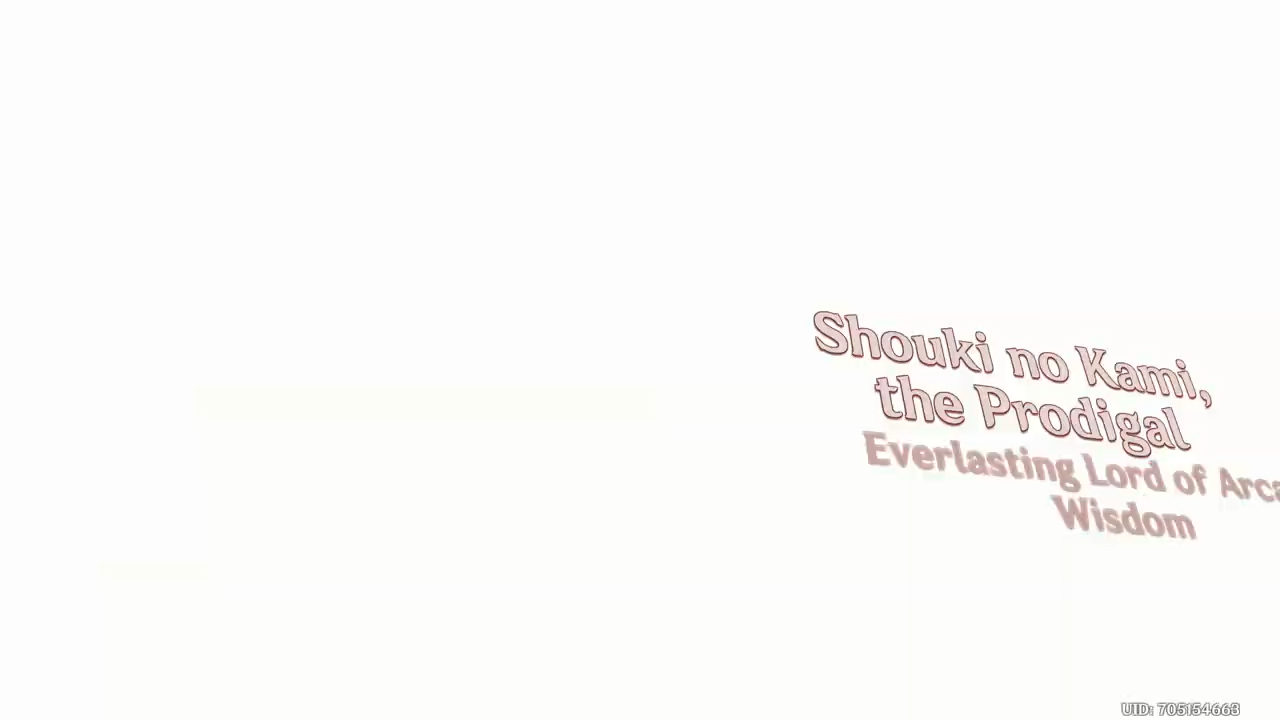 Shouki no Kami,
the Prodigal
Everlasting Lord of
Wisdom
UID: 705154663